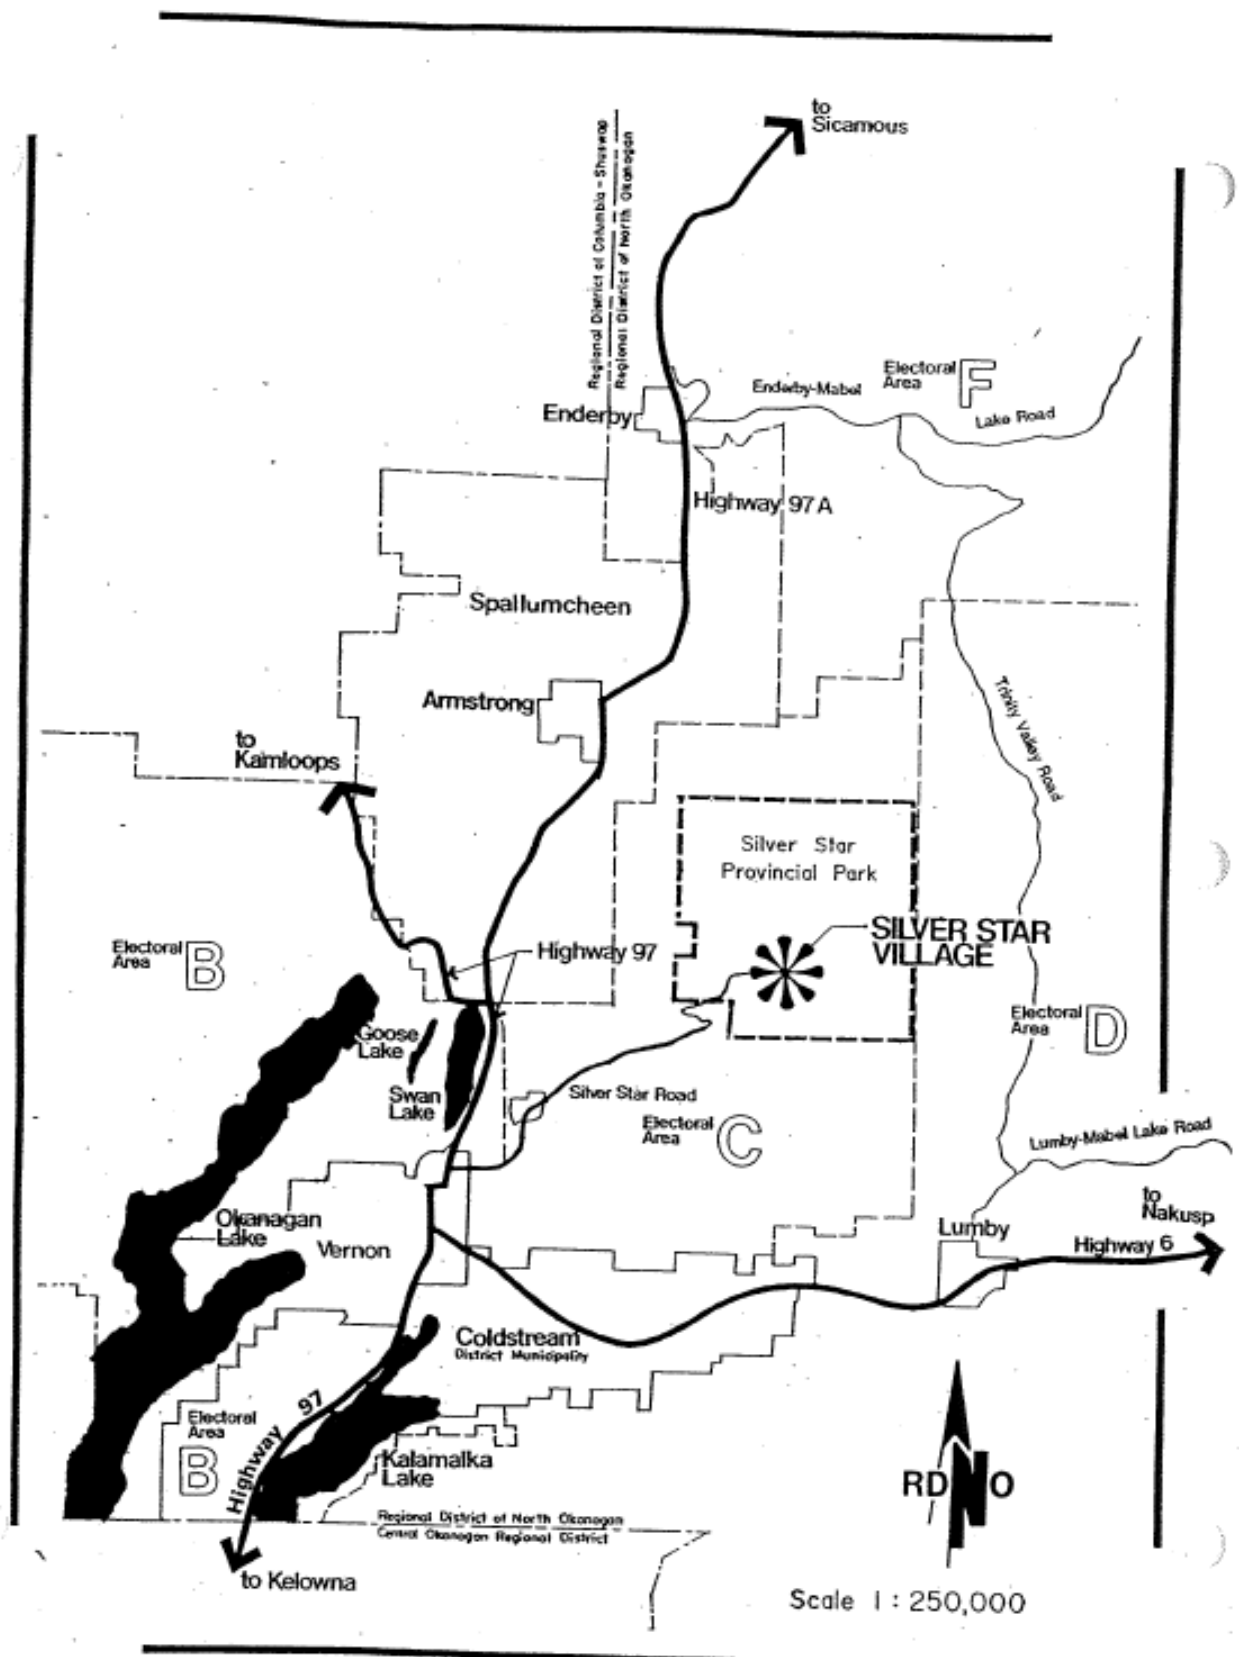 to
Sicamous
Regional District of Columbia - Shuswap
Regional District of North Okanagan
Electoral
Area
F
Enderby-Mabel
Lake Road
Enderby
Highway 97A
Spallumcheen
Armstrong
Trinity Valley Road
to
Kamloops
Silver Star
Provincial Park
SILVER STAR
VILLAGE
Highway 97
Electoral
Area
B
Goose
Lake
Swan
Lake
Electoral
Area
D
Silver Star Road
Electoral
Area
C
Lumby-Mabel Lake Road
to
Nakusp
Okanagan
Lake
Vernon
Lumby
Highway 6
Coldstream
District Municipality
Highway 97
Electoral
Area
B
Kalamalka
Lake
RDNO
Regional District of North Okanagan
Central Okanagan Regional District
to Kelowna
Scale 1 : 250,000